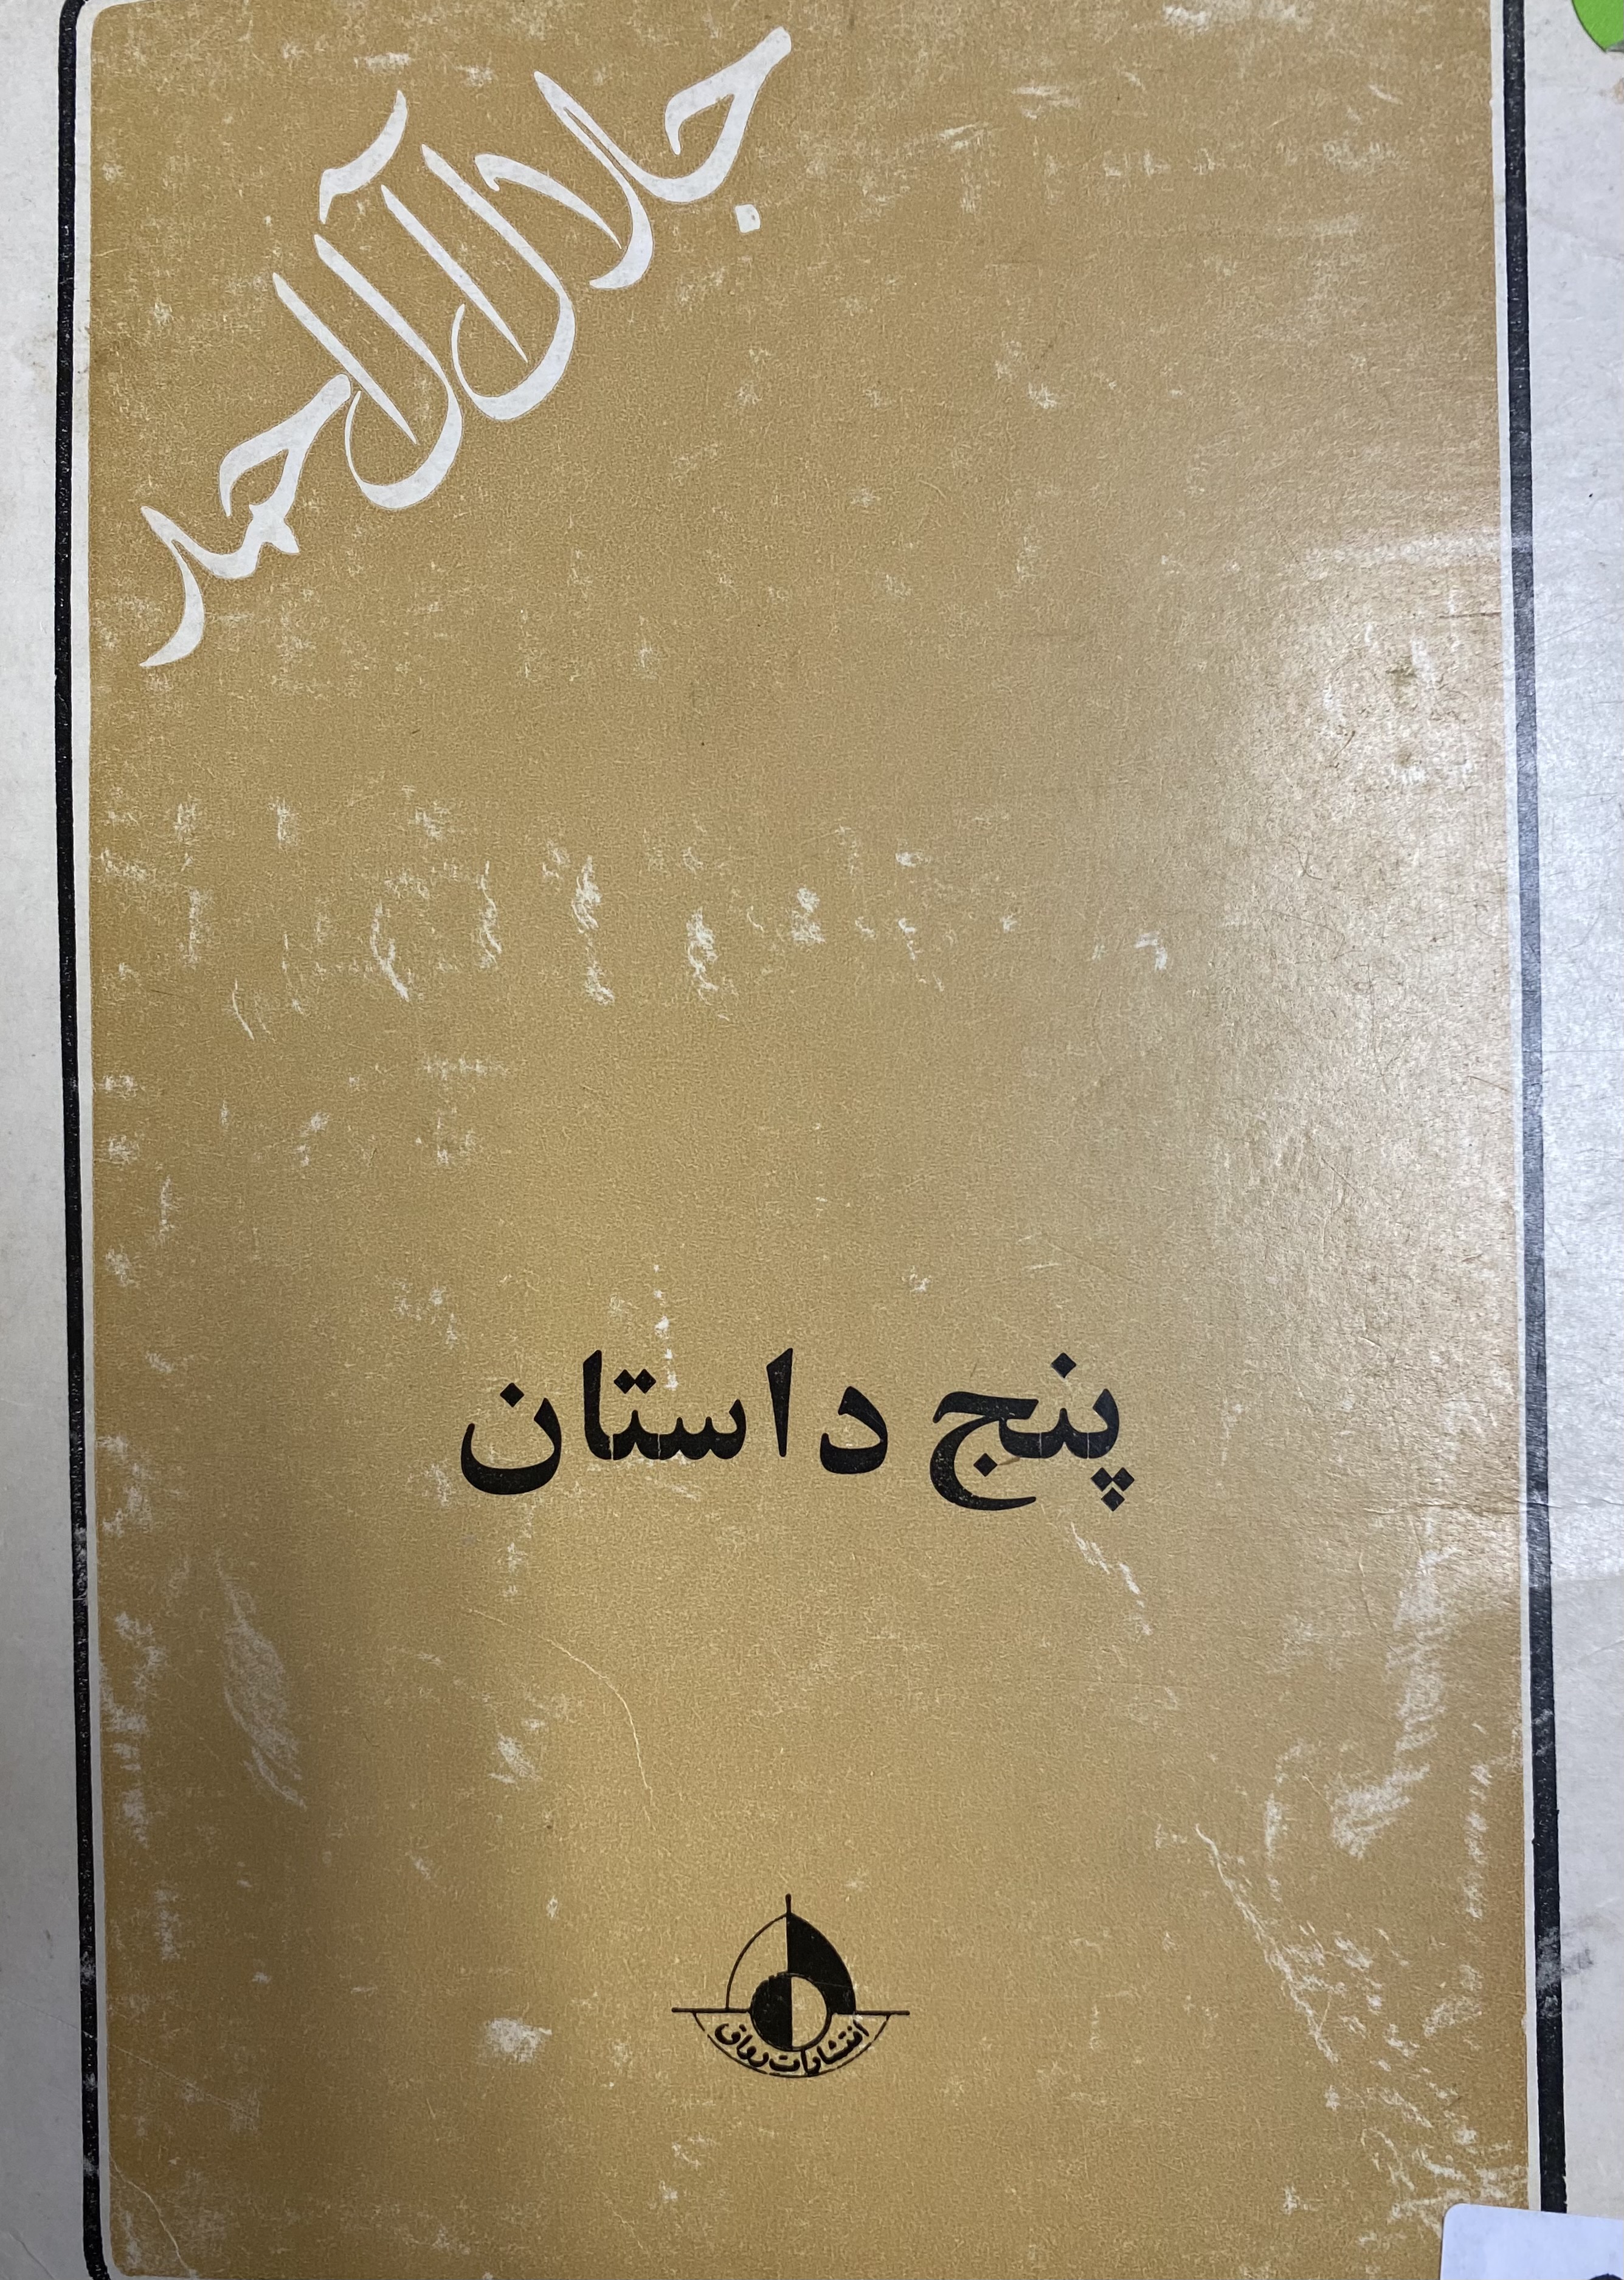 جلال آل احمد
پنج داستان
انتشارات رواق